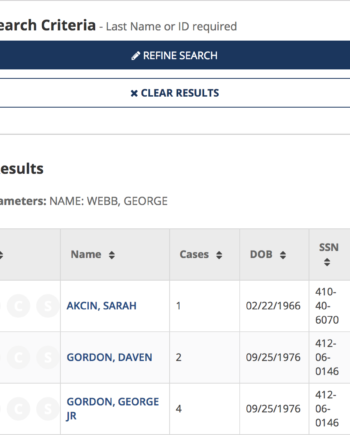 earch Criteria - Last Name or ID required
REFINE SEARCH
✖ CLEAR RESULTS
esults
ameters: NAME: WEBB, GEORGE
Name Cases DOB SSN
C S AKCIN, SARAH 1 02/22/1966 410-
40-
6070
C S GORDON, DAVEN 2 09/25/1976 412-
06-
0146
C S GORDON, GEORGE 4 09/25/1976 412-
JR 06-
0146